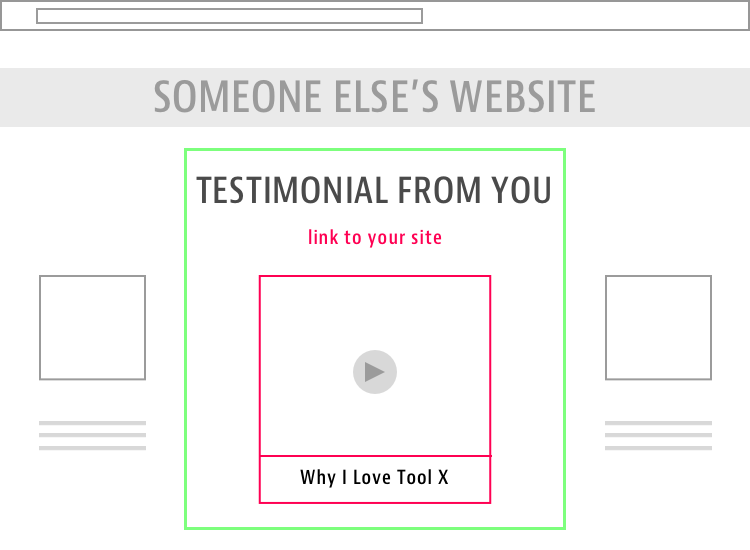 SOMEONE ELSE’S WEBSITE
TESTIMONIAL FROM YOU
link to your site
Why I Love Tool X